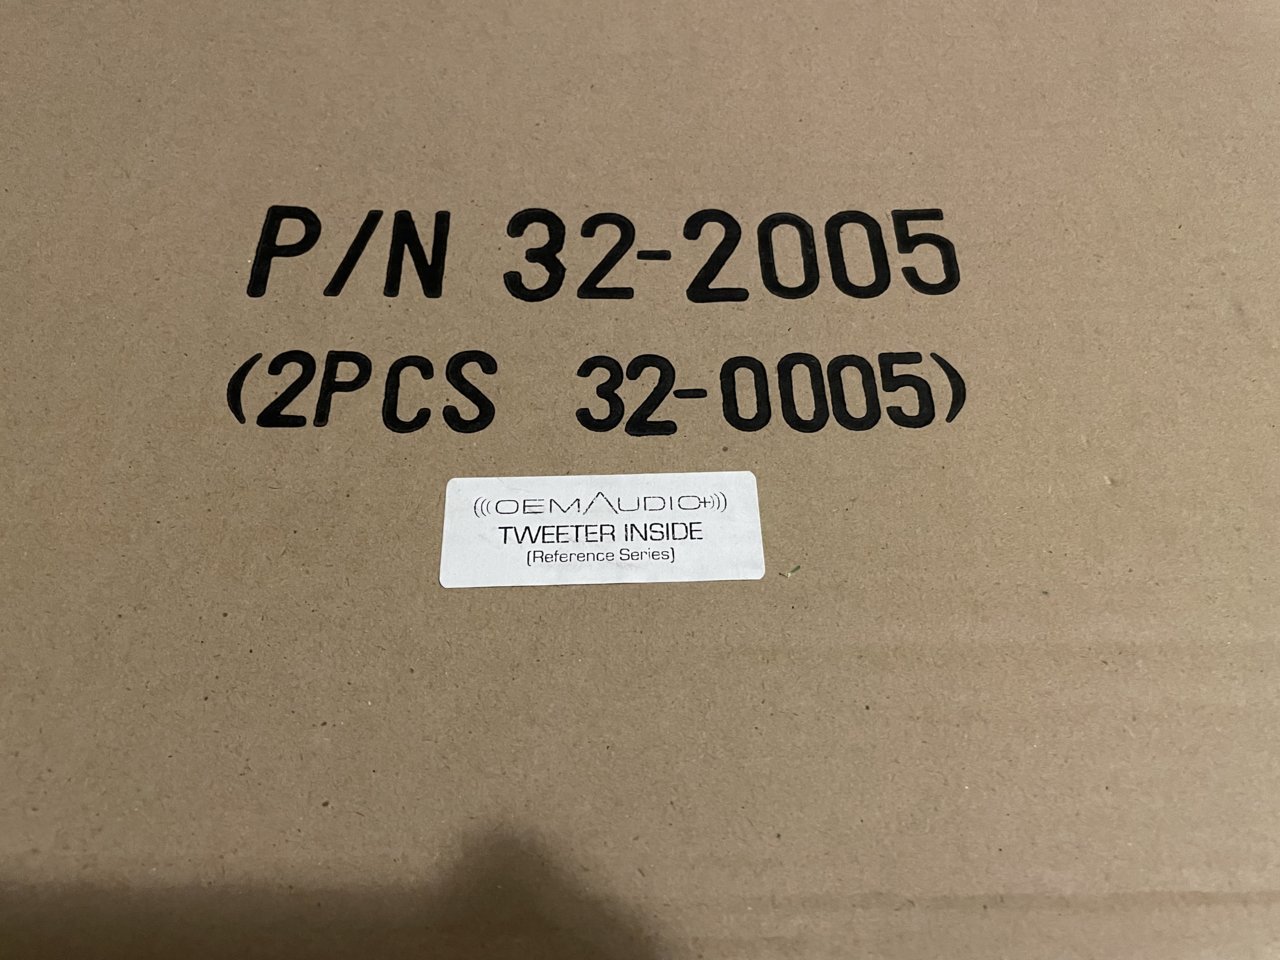 P/N 32-2005
(2PCS 32-0005)
(((OEMAUDIO+)))
TWEETER INSIDE
(Reference Series)